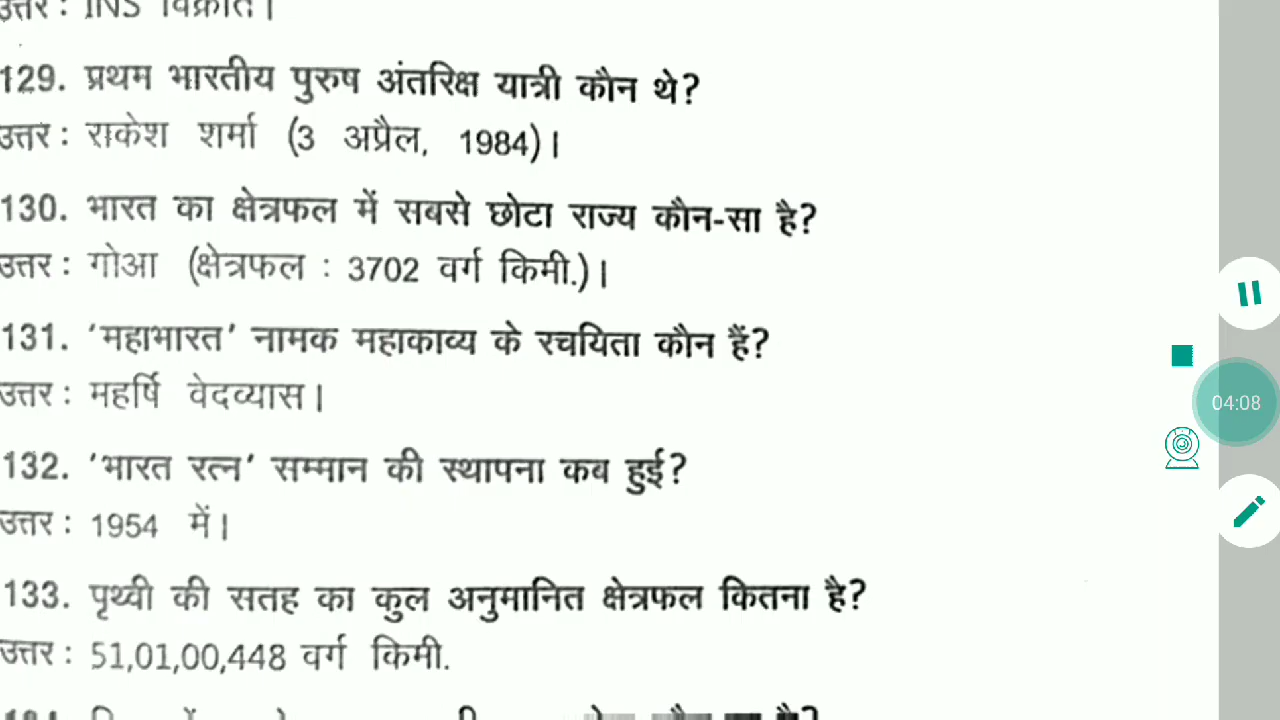 उत्तर : INS विक्रांत।
129. प्रथम भारतीय पुरुष अंतरिक्ष यात्री कौन थे?
उत्तर : राकेश शर्मा (3 अप्रैल, 1984)।
130. भारत का क्षेत्रफल में सबसे छोटा राज्य कौन-सा है?
उत्तर : गोआ (क्षेत्रफल : 3702 वर्ग किमी.)।
131. ‘महाभारत’ नामक महाकाव्य के रचयिता कौन हैं?
उत्तर : महर्षि वेदव्यास।
132. ‘भारत रत्न’ सम्मान की स्थापना कब हुई?
उत्तर : 1954 में।
133. पृथ्वी की सतह का कुल अनुमानित क्षेत्रफल कितना है?
उत्तर : 51,01,00,448 वर्ग किमी.
04:08